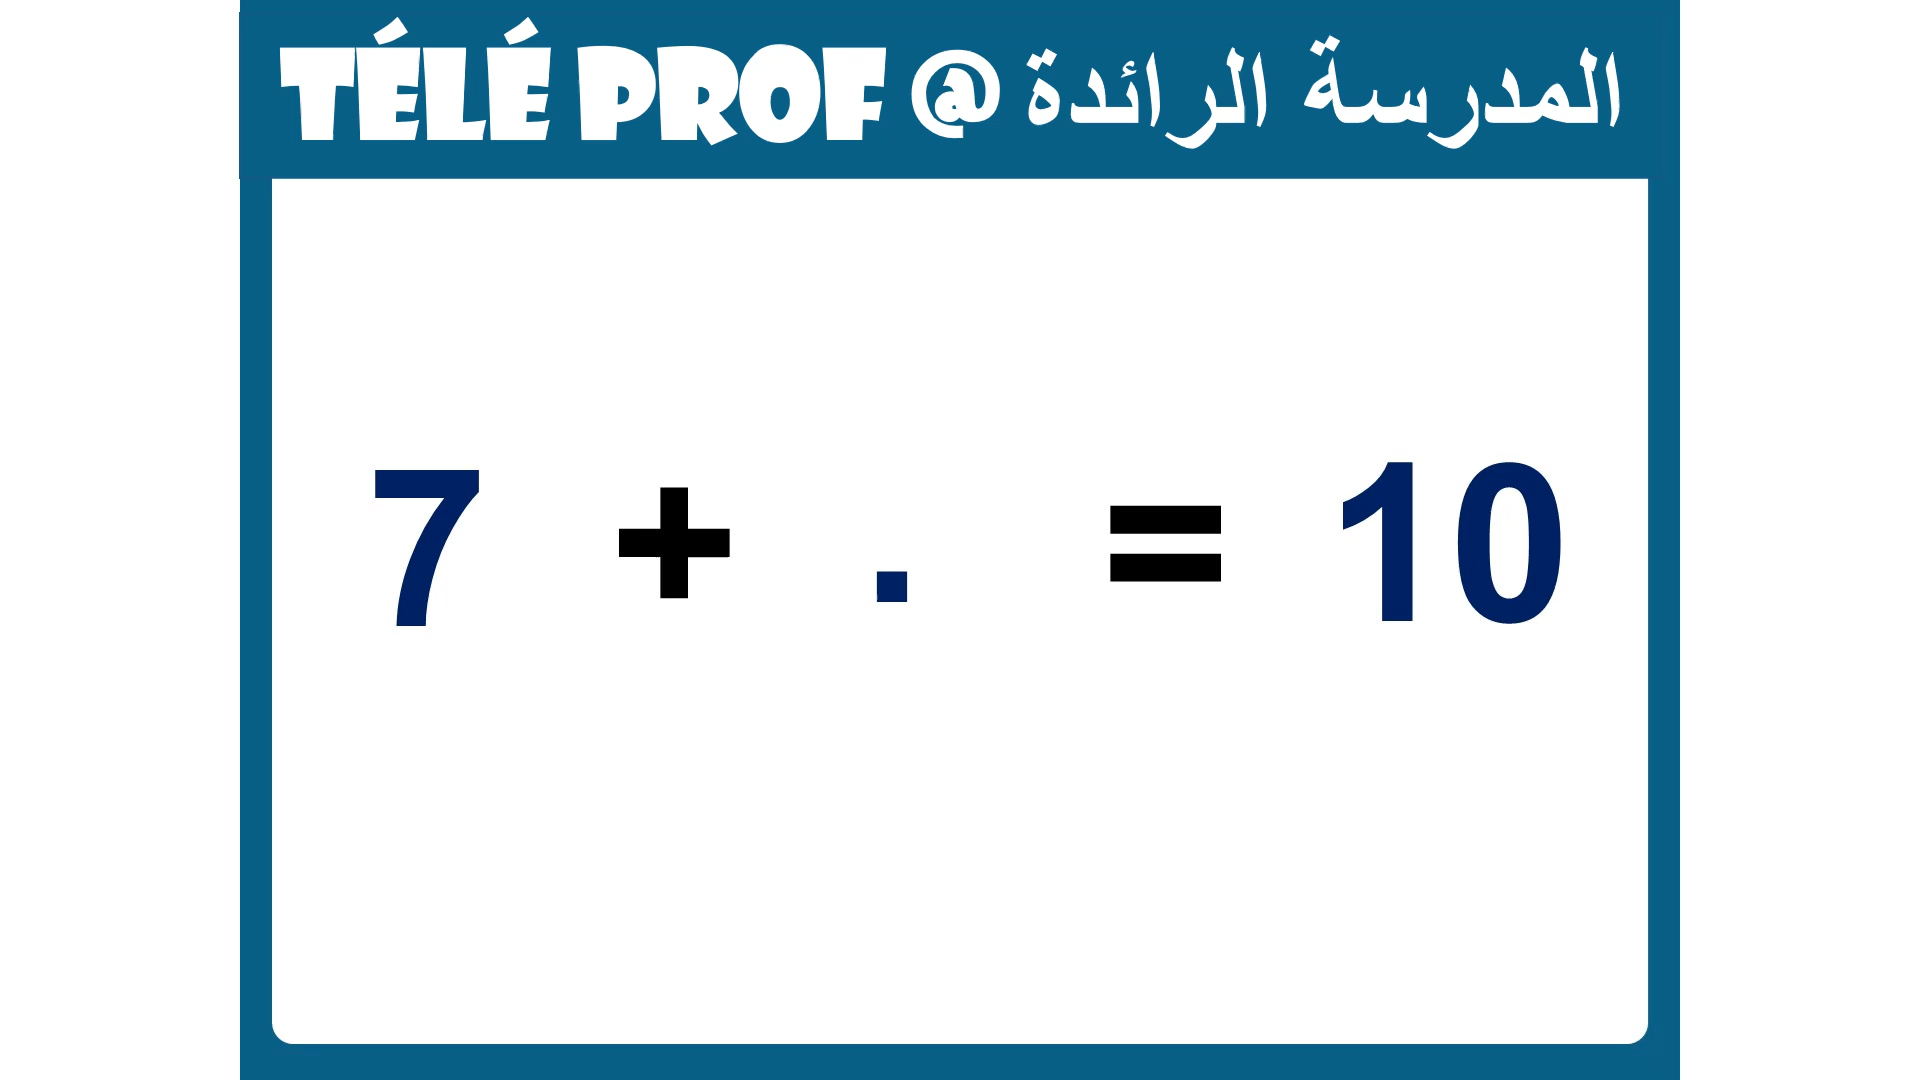 TÉLÉ PROF @ المدرسة الرائدة
7 + . = 10